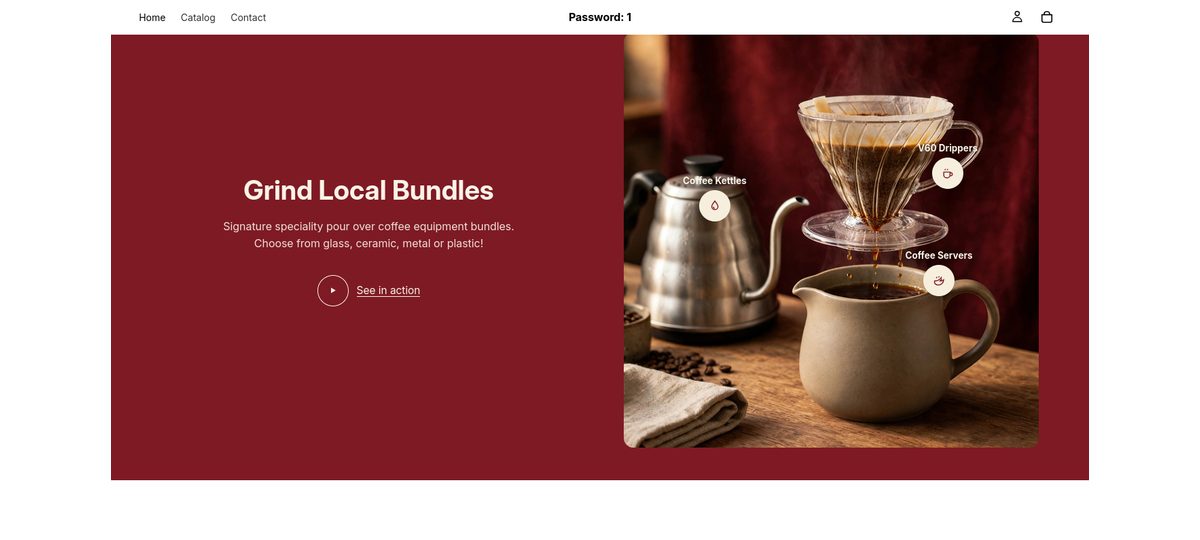 Home
Catalog
Contact
Password: 1
Grind Local Bundles
Signature speciality pour over coffee equipment bundles.
Choose from glass, ceramic, metal or plastic!
See in action
V60 Drippers
Coffee Kettles
Coffee Servers